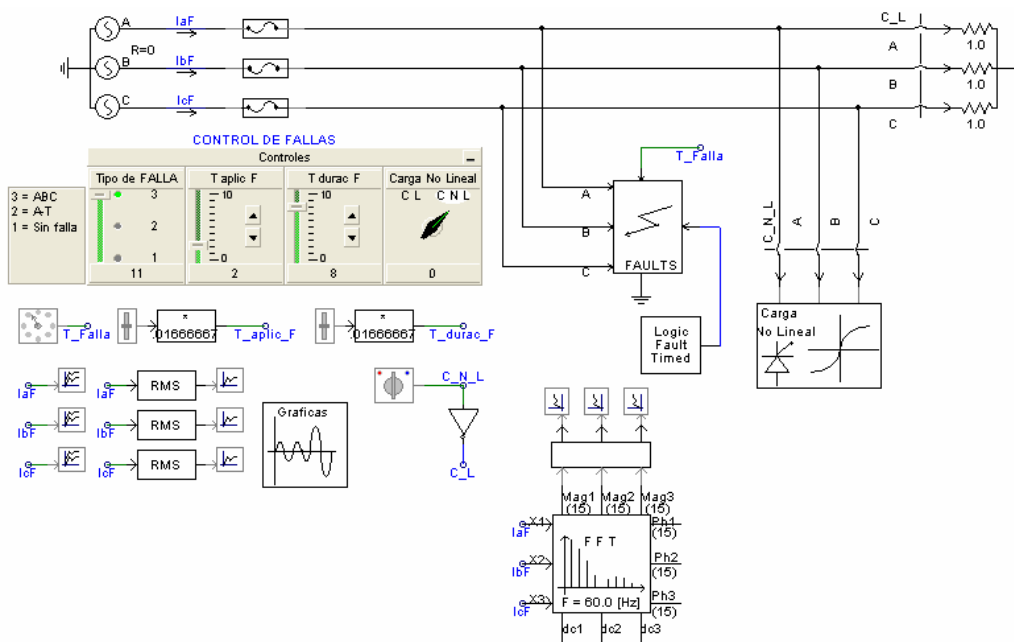 A
IaF
R=0
B
IbF
C
IcF
C_L
A
B
C
1.0
1.0
1.0
CONTROL DE FALLAS
Controles
Tipo de FALLA
T aplic F
T durac F
Carga No Lineal
3 = ABC
2 = A-T
1 = Sin falla
3
2
1
10
0
10
0
C L
C N L
11
2
8
0
T_Falla
A
B
C
FAULTS
Logic
Fault
Timed
C_N_L
A
B
C
Carga
No Lineal
T_Falla
*
.01666667
T_aplic_F
*
.01666667
T_durac_F
IaF
IaF
RMS
IbF
IbF
RMS
IcF
IcF
RMS
Graficas
C_N_L
C_L
Mag1
Mag2
Mag3
(15)
(15)
(15)
X1
IaF
X2
IbF
X3
IcF
F F T
F = 60.0 [Hz]
Ph1
(15)
Ph2
(15)
Ph3
(15)
dc1
dc2
dc3